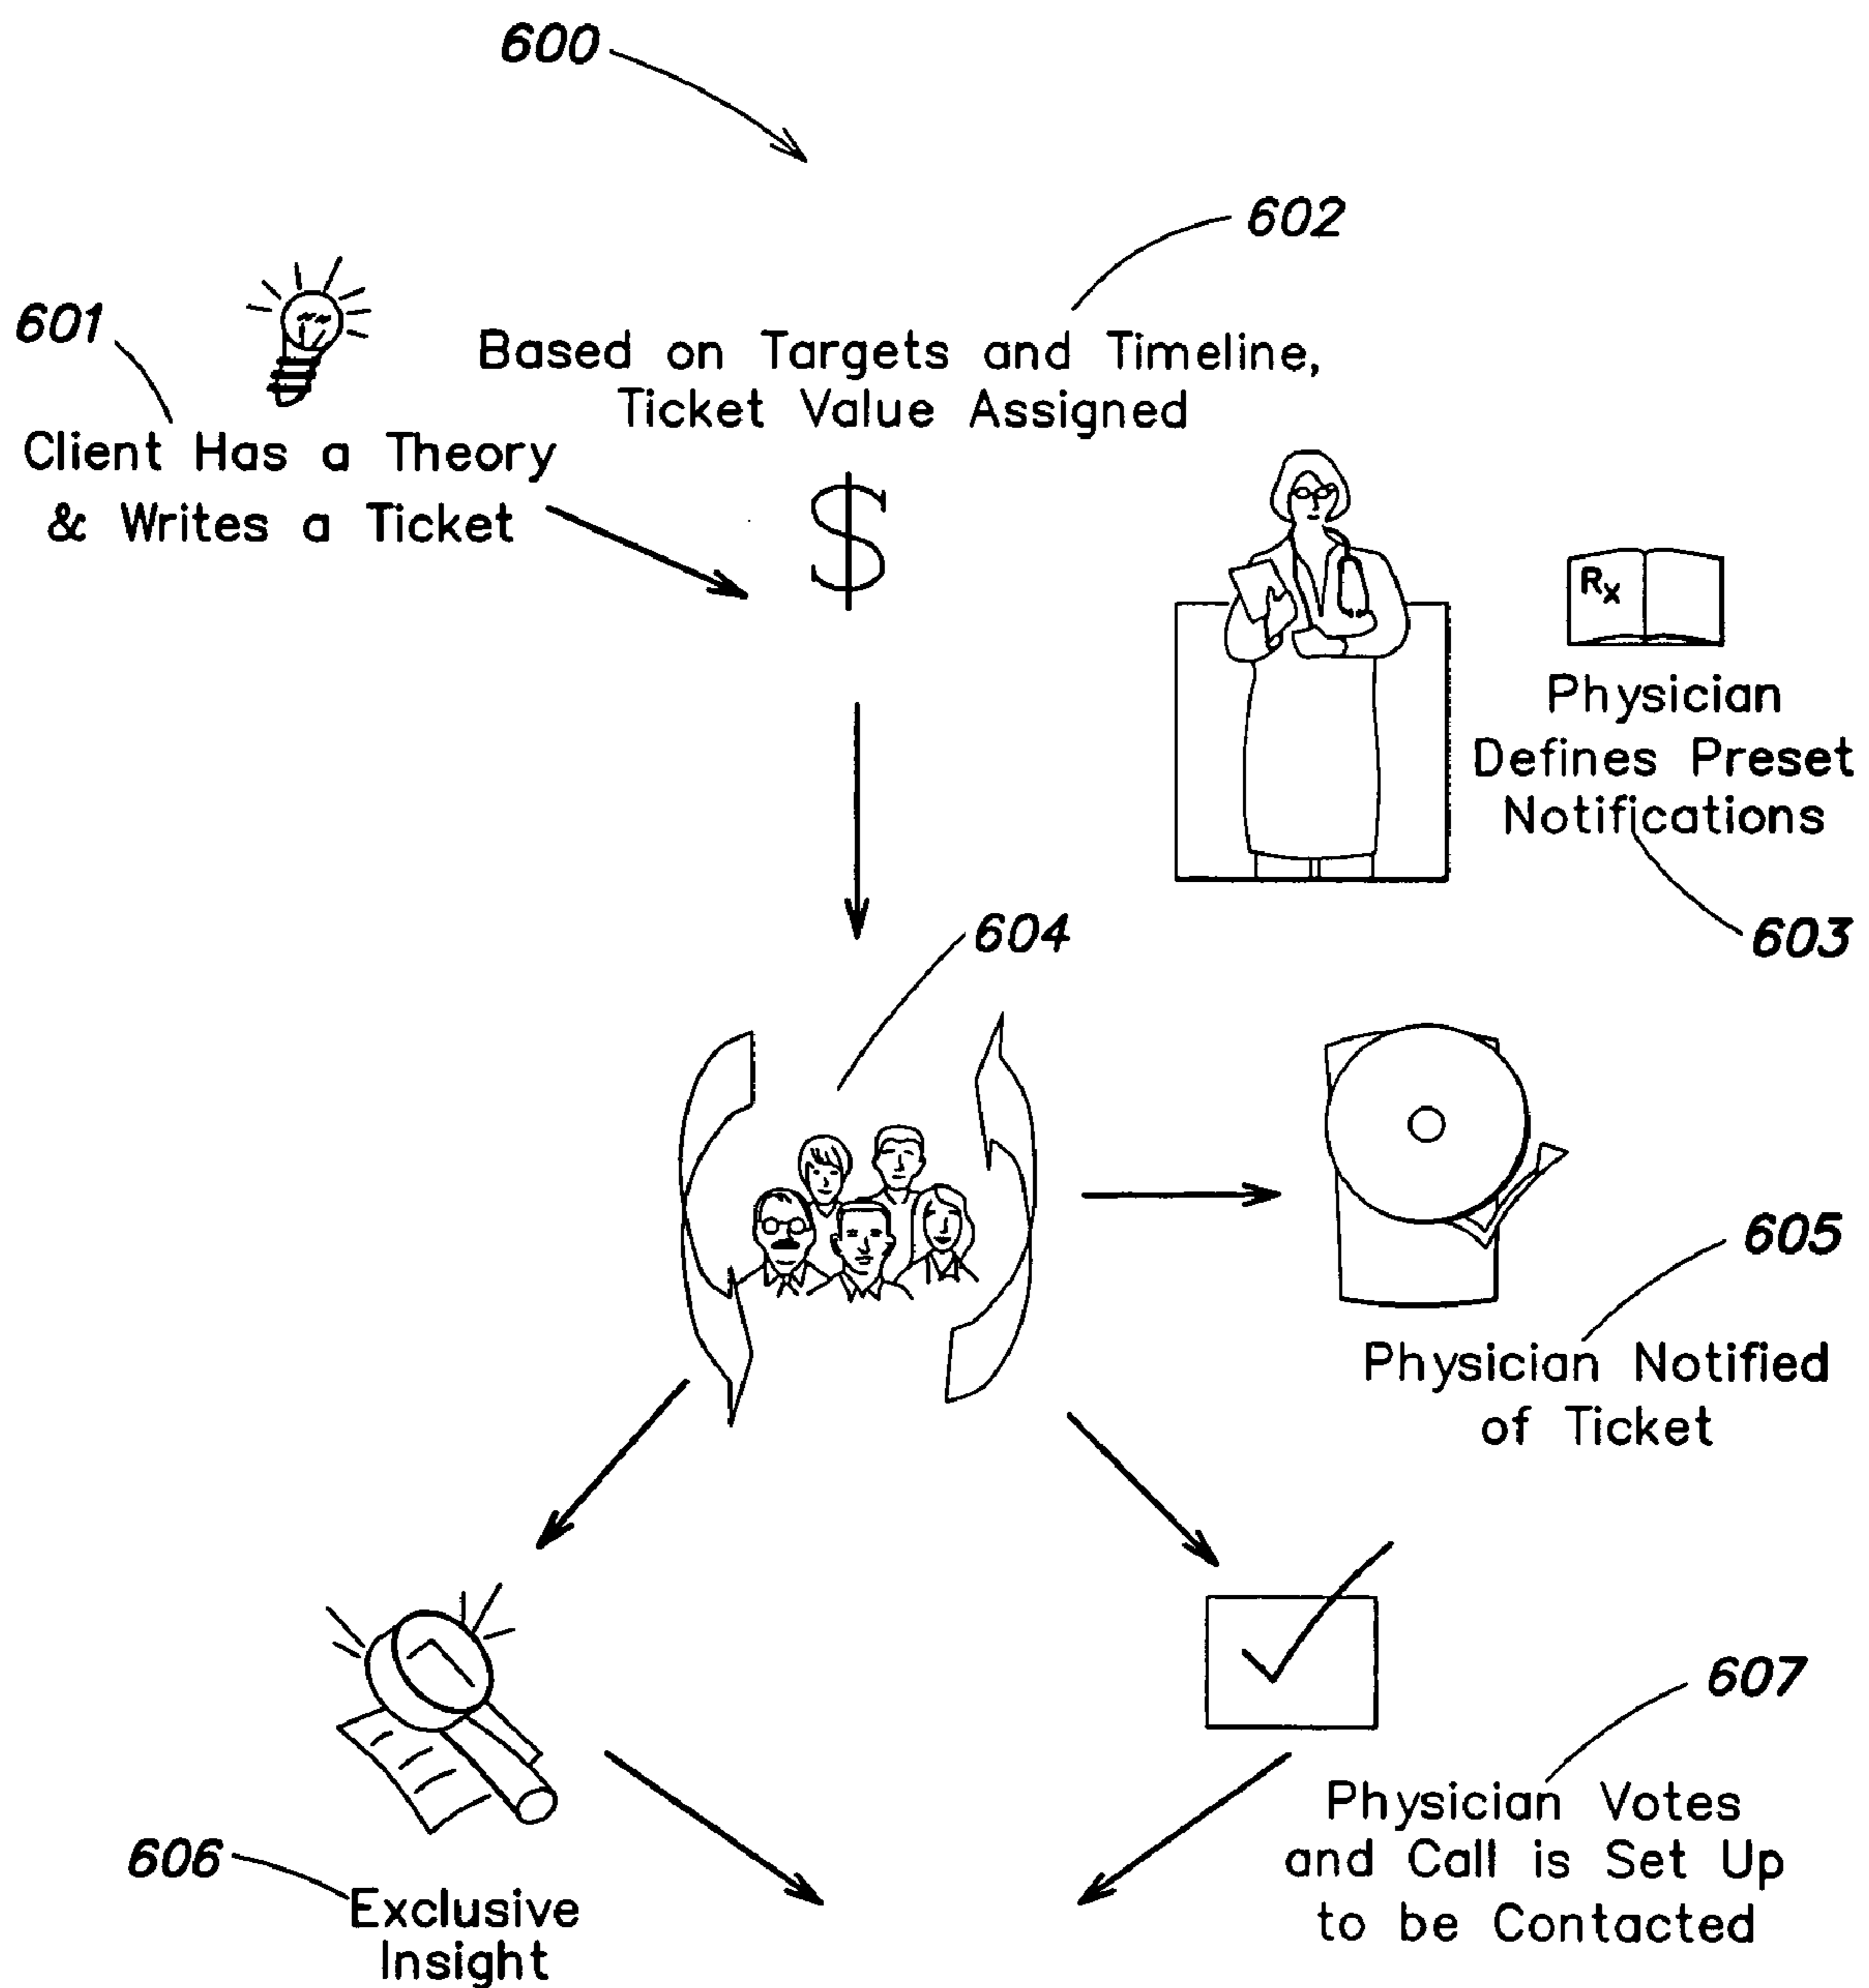 600
602
601
Based on Targets and Timeline,
Ticket Value Assigned
Client Has a Theory
& Writes a Ticket
$
Rx
Physician
Defines Preset
Notifications
603
604
605
Physician Notified
of Ticket
607
Physician Votes
and Call is Set Up
to be Contacted
606
Exclusive
Insight